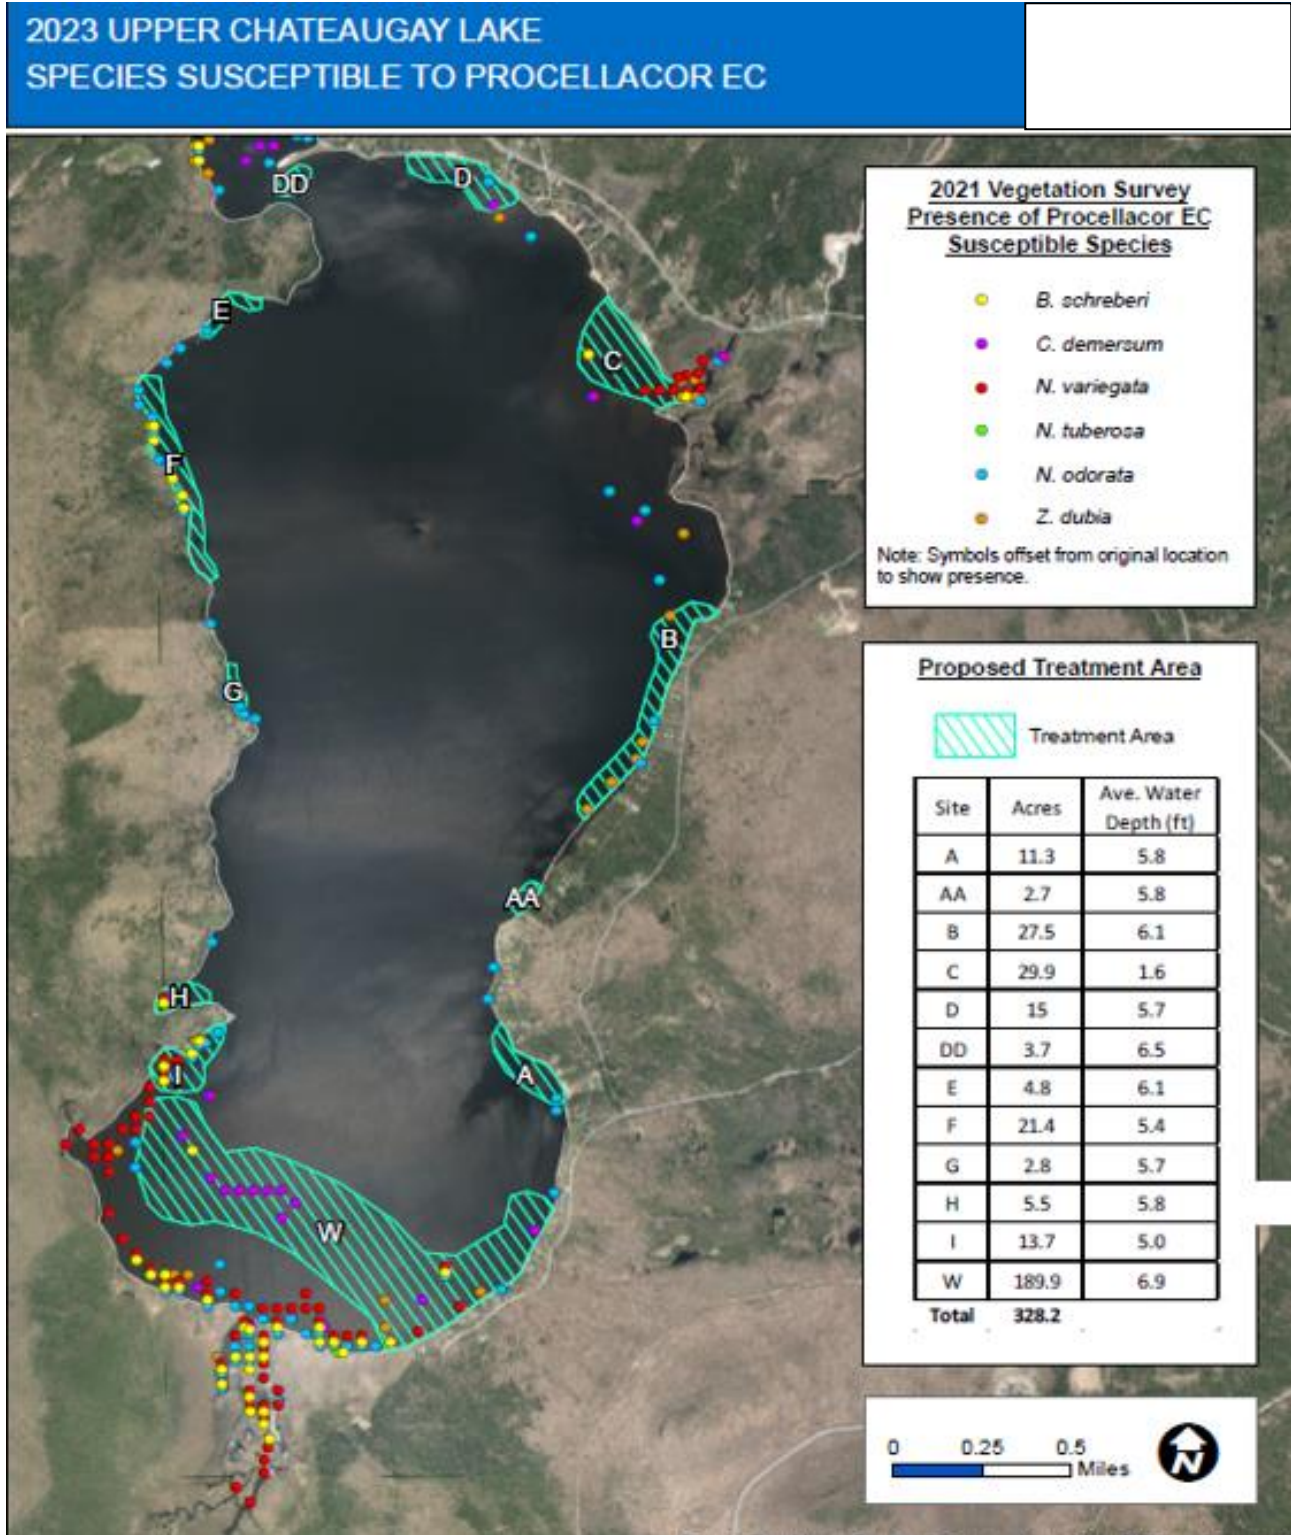 2023 UPPER CHATEAUGAY LAKE
SPECIES SUSCEPTIBLE TO PROCELLACOR EC
DD
D
E
C
F
B
G
AA
H
I
A
W
2021 Vegetation Survey
Presence of Procellacor EC
Susceptible Species
B. schreberi
C. demersum
N. variegata
N. tuberosa
N. odorata
Z. dubia
Note: Symbols offset from original location
to show presence.
Proposed Treatment Area
Treatment Area
Site Acres Ave. Water
Depth (ft)
A 11.3 5.8
AA 2.7 5.8
B 27.5 6.1
C 29.9 1.6
D 15 5.7
DD 3.7 6.5
E 4.8 6.1
F 21.4 5.4
G 2.8 5.7
H 5.5 5.8
I 13.7 5.0
W 189.9 6.9
Total 328.2
0 0.25 0.5
Miles
N